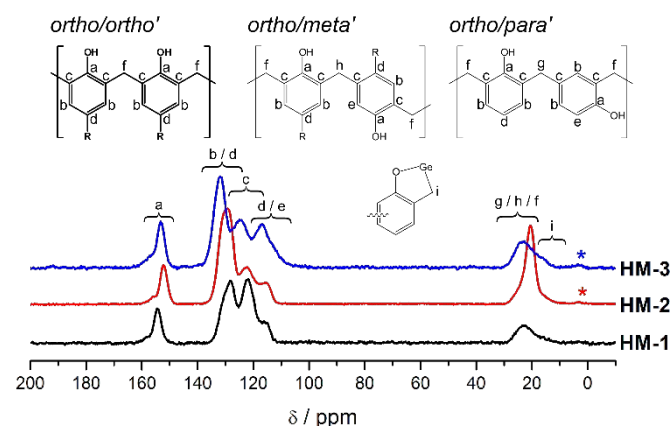 ortho/ortho' ortho/meta' ortho/para'
OH OH OH R OH
a f a f f a h d f a g b f
c c c c c c c b c c c c
b b b b b b e c b b b a
d d d a f d e OH
R R R OH
b / d
c
a
d / e
O Ge
i
g / h / f
i
* HM-3
* HM-2
HM-1
200 180 160 140 120 100 80 60 40 20 0
δ / ppm